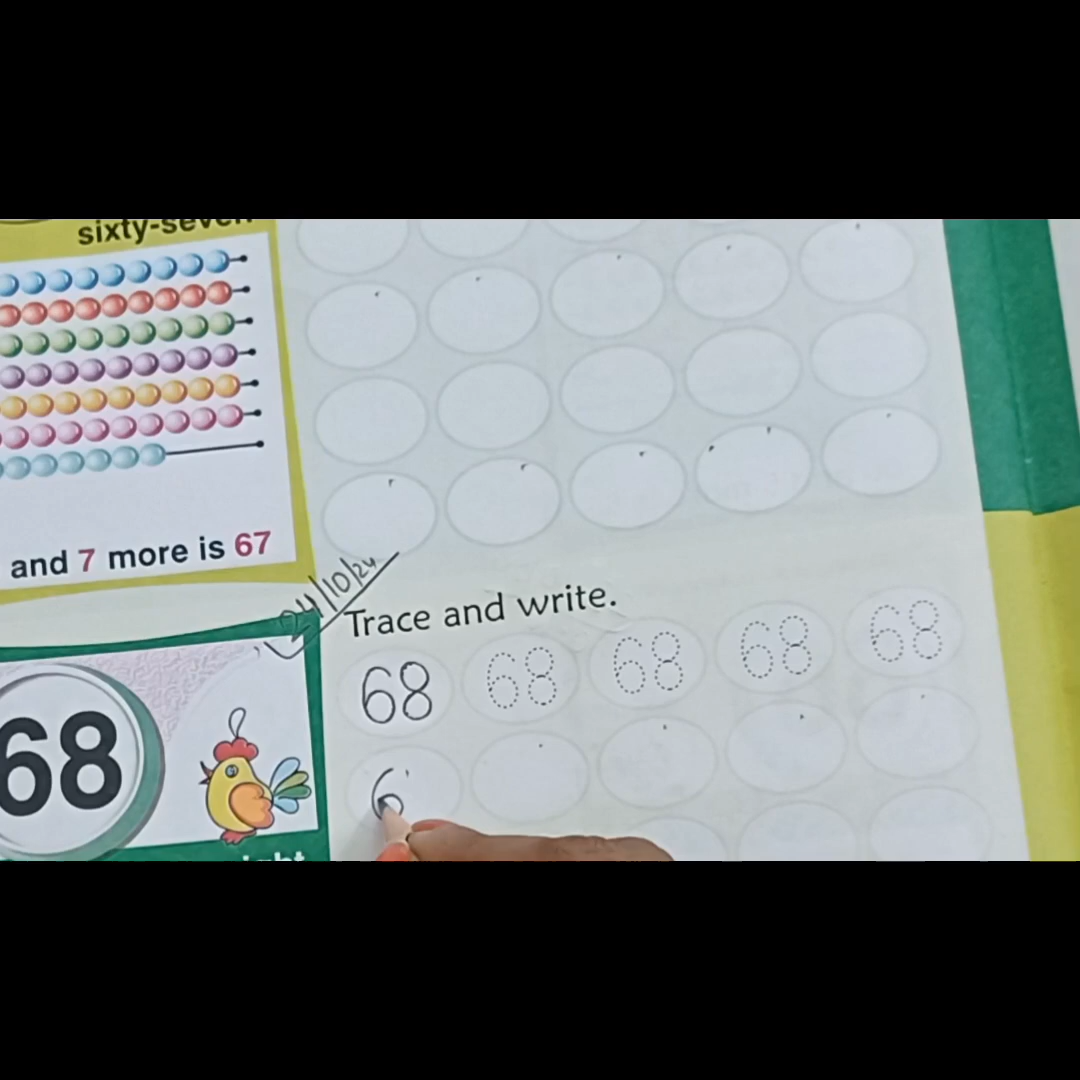 sixty-seven
and 7 more is 67
24/10/24
Trace and write.
68 68 68 68 68
68
6